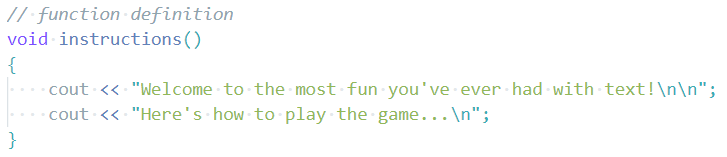 // function definition
void instructions()
{
    cout << "Welcome to the most fun you've ever had with text!\n\n";
    cout << "Here's how to play the game...\n";
}